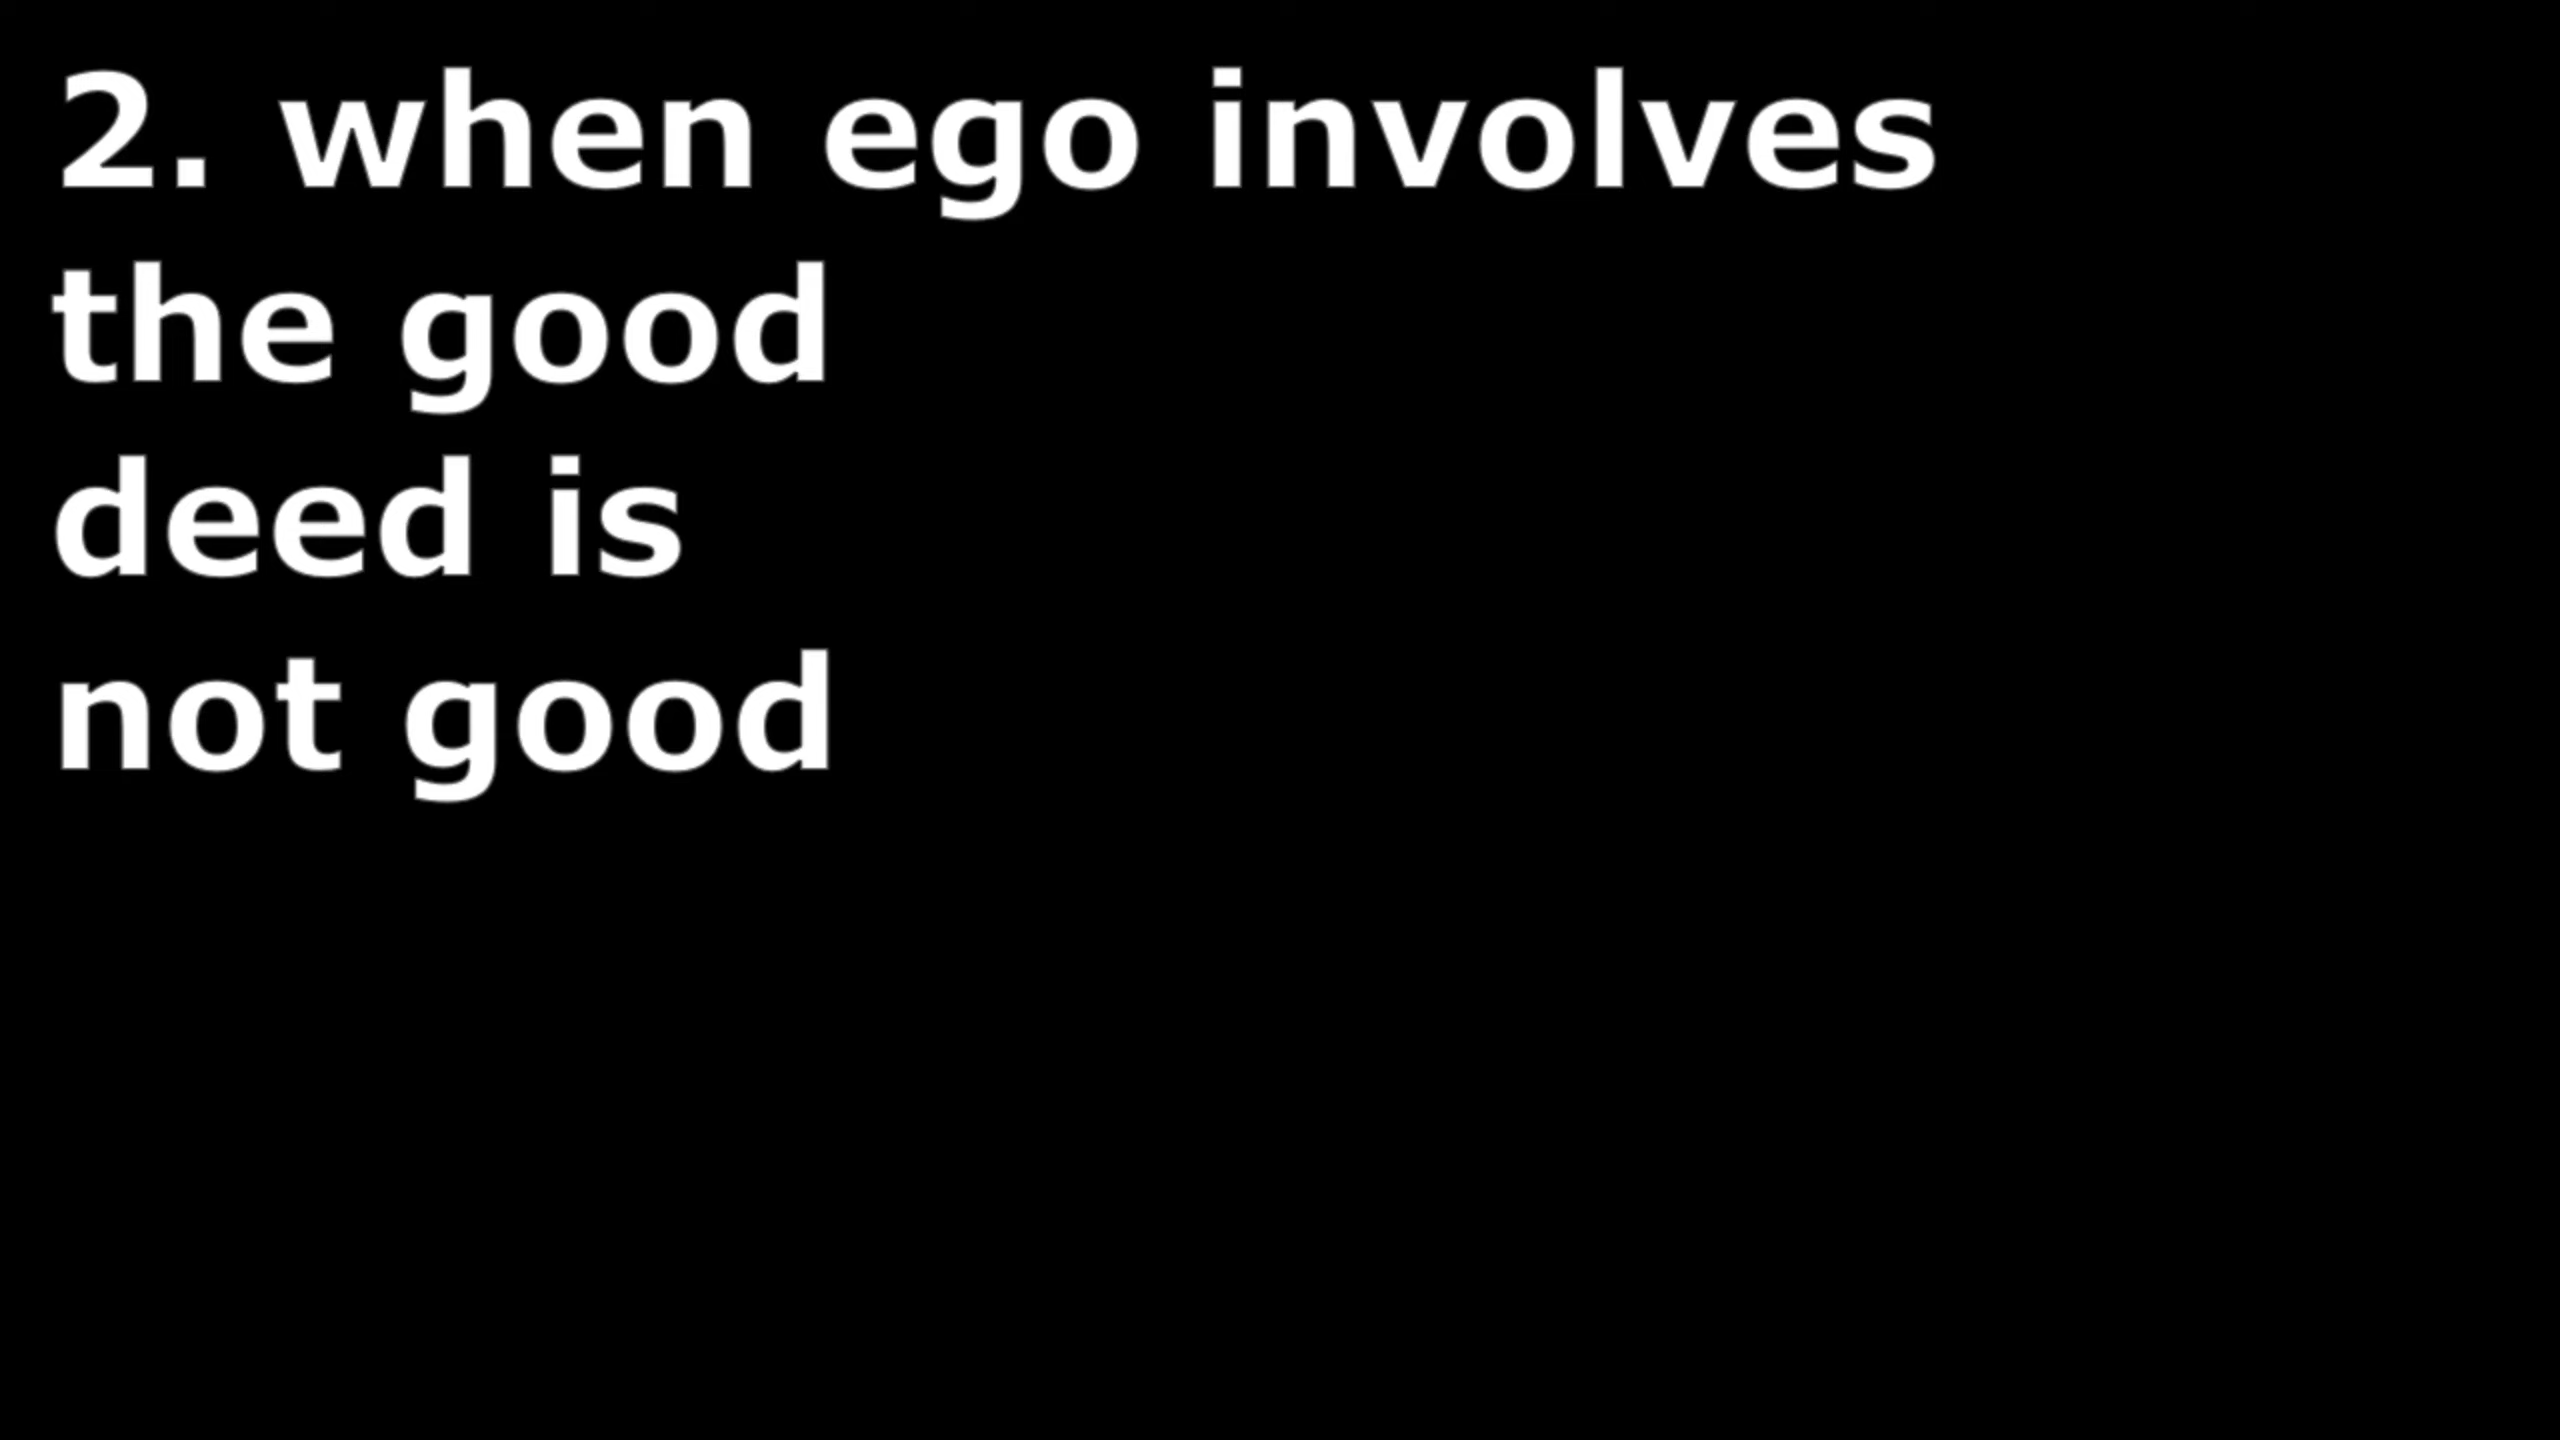 2. when ego involves
the good
deed is
not good